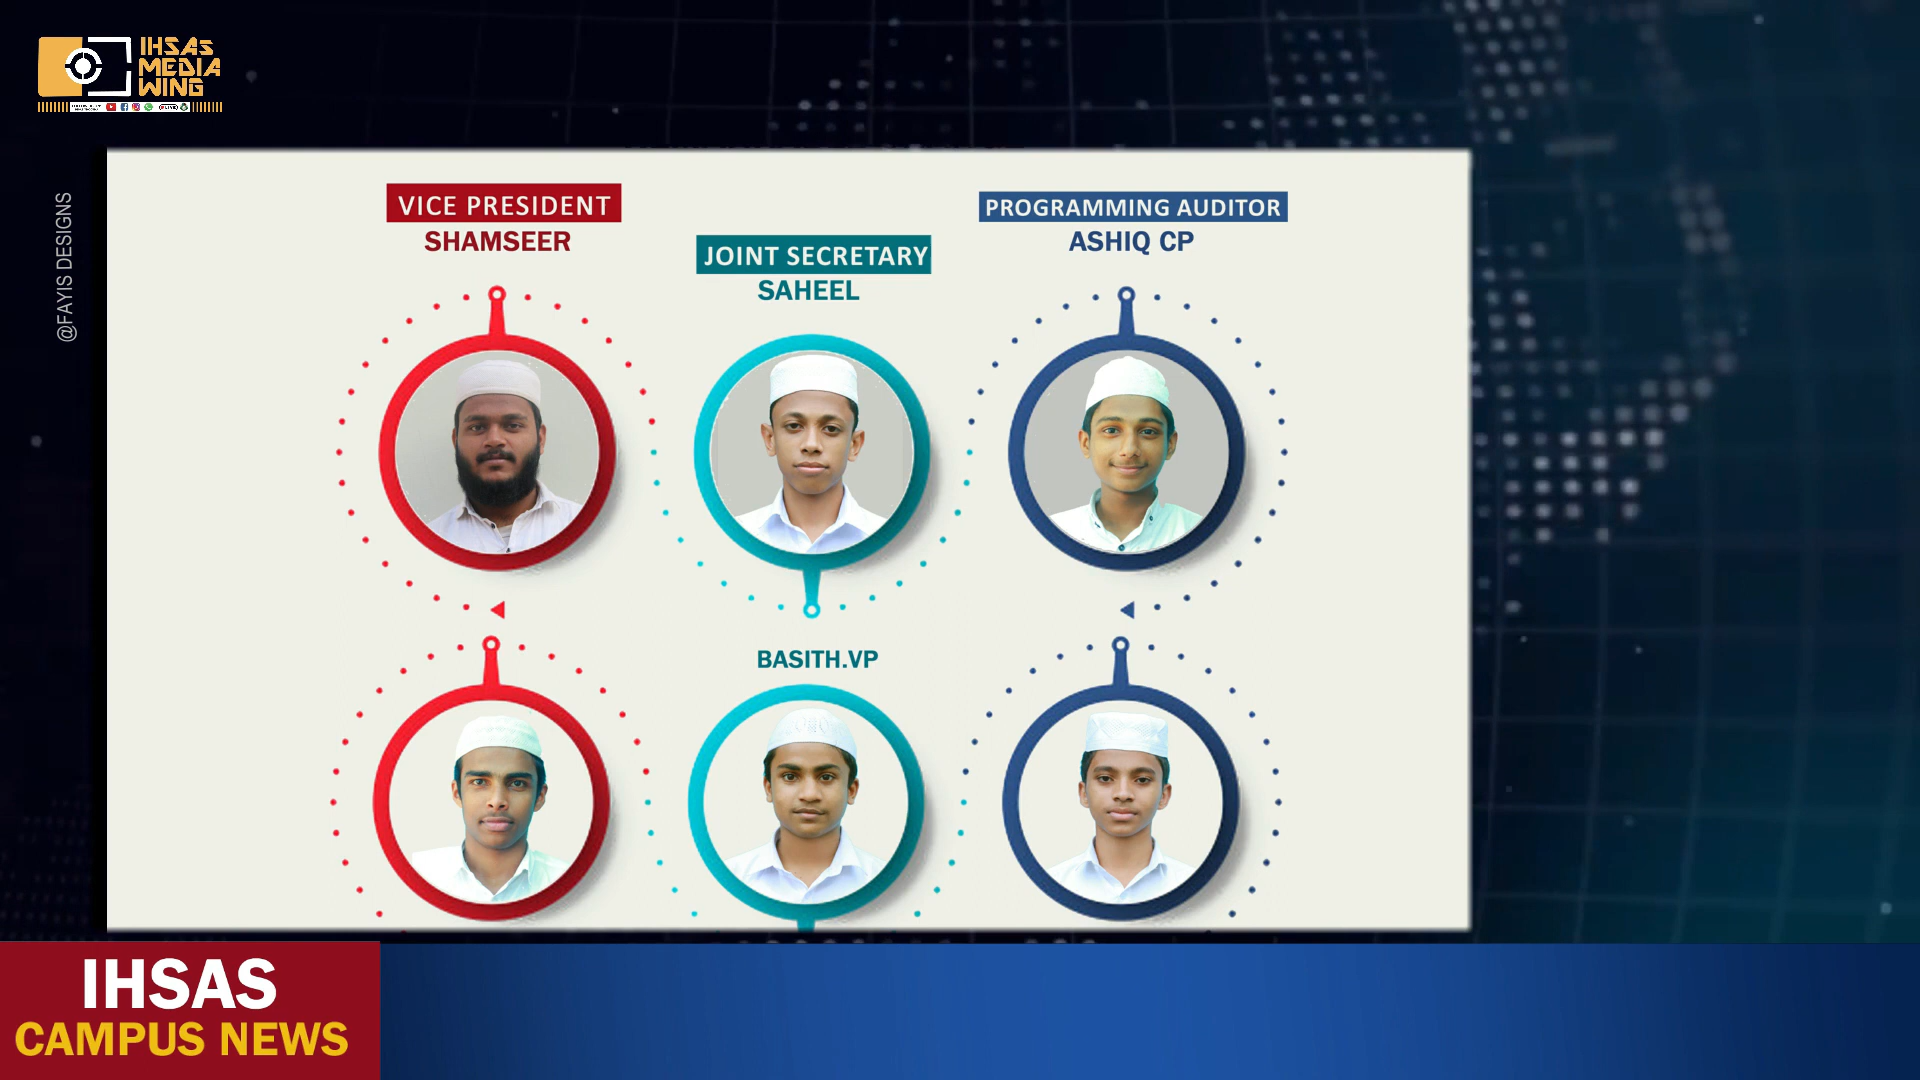 IHSAS
MEDIA
WING
@FAYIS DESIGNS
VICE PRESIDENT
SHAMSEER
JOINT SECRETARY
SAHEEL
PROGRAMMING AUDITOR
ASHIQ CP
BASITH.VP
IHSAS
CAMPUS NEWS